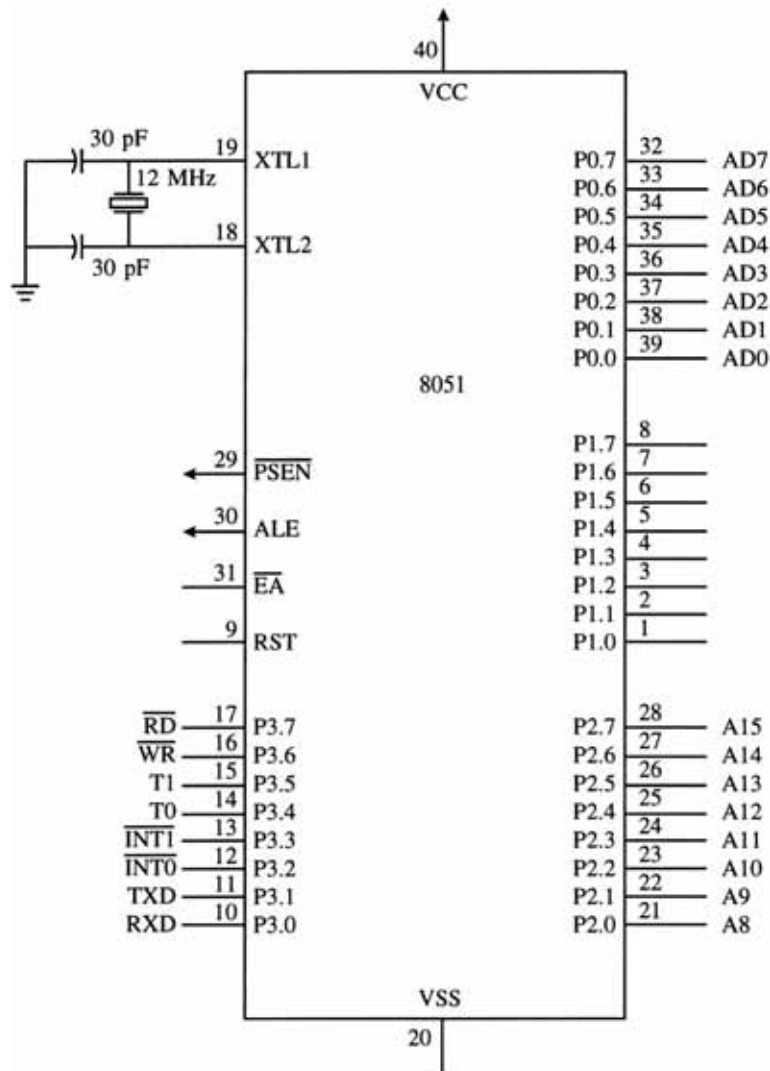 40
VCC
30 pF
19
XTL1
12 MHz
18
XTL2
30 pF
P0.7 32 AD7
P0.6 33 AD6
P0.5 34 AD5
P0.4 35 AD4
P0.3 36 AD3
P0.2 37 AD2
P0.1 38 AD1
P0.0 39 AD0
8051
29 PSEN
30 ALE
31 EA
9 RST
P1.7 8
P1.6 7
P1.5 6
P1.4 5
P1.3 4
P1.2 3
P1.1 2
P1.0 1
RD 17 P3.7
WR 16 P3.6
T1 15 P3.5
T0 14 P3.4
INT1 13 P3.3
INT0 12 P3.2
TXD 11 P3.1
RXD 10 P3.0
P2.7 28 A15
P2.6 27 A14
P2.5 26 A13
P2.4 25 A12
P2.3 24 A11
P2.2 23 A10
P2.1 22 A9
P2.0 21 A8
VSS
20